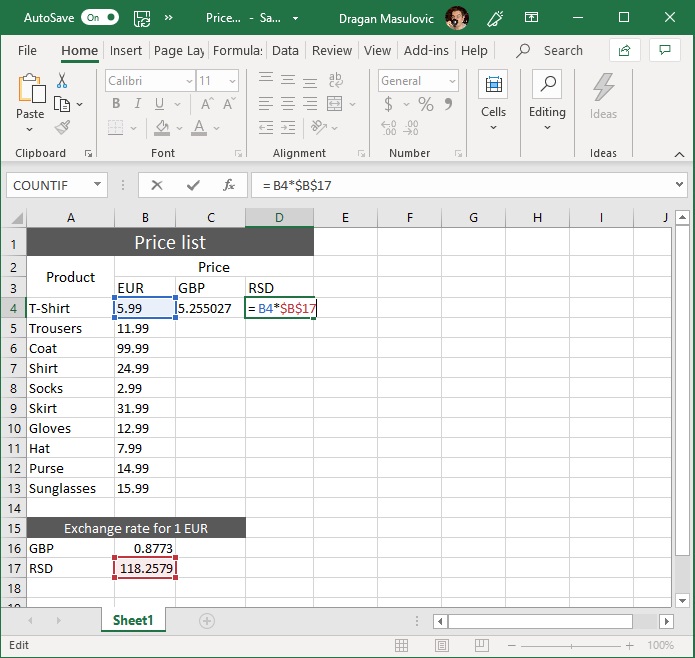 AutoSave On » Price... - Sa... Dragan Masulovic
File Home Insert Page Lay Formula: Data Review View Add-ins Help Search
Calibri 11 ab General
Paste B I U A A $ % 9 Cells Editing Ideas
A
Clipboard Font Alignment Number Ideas
COUNTIF fx = B4*$B$17
A B C D E F G H I J
1 Price list
2 Product Price
3 EUR GBP RSD
4 T-Shirt 5.99 5.255027 = B4*$B$17
5 Trousers 11.99
6 Coat 99.99
7 Shirt 24.99
8 Socks 2.99
9 Skirt 31.99
10 Gloves 12.99
11 Hat 7.99
12 Purse 14.99
13 Sunglasses 15.99
14
15 Exchange rate for 1 EUR
16 GBP 0.8773
17 RSD 118.2579
18
Sheet1
Edit 100%